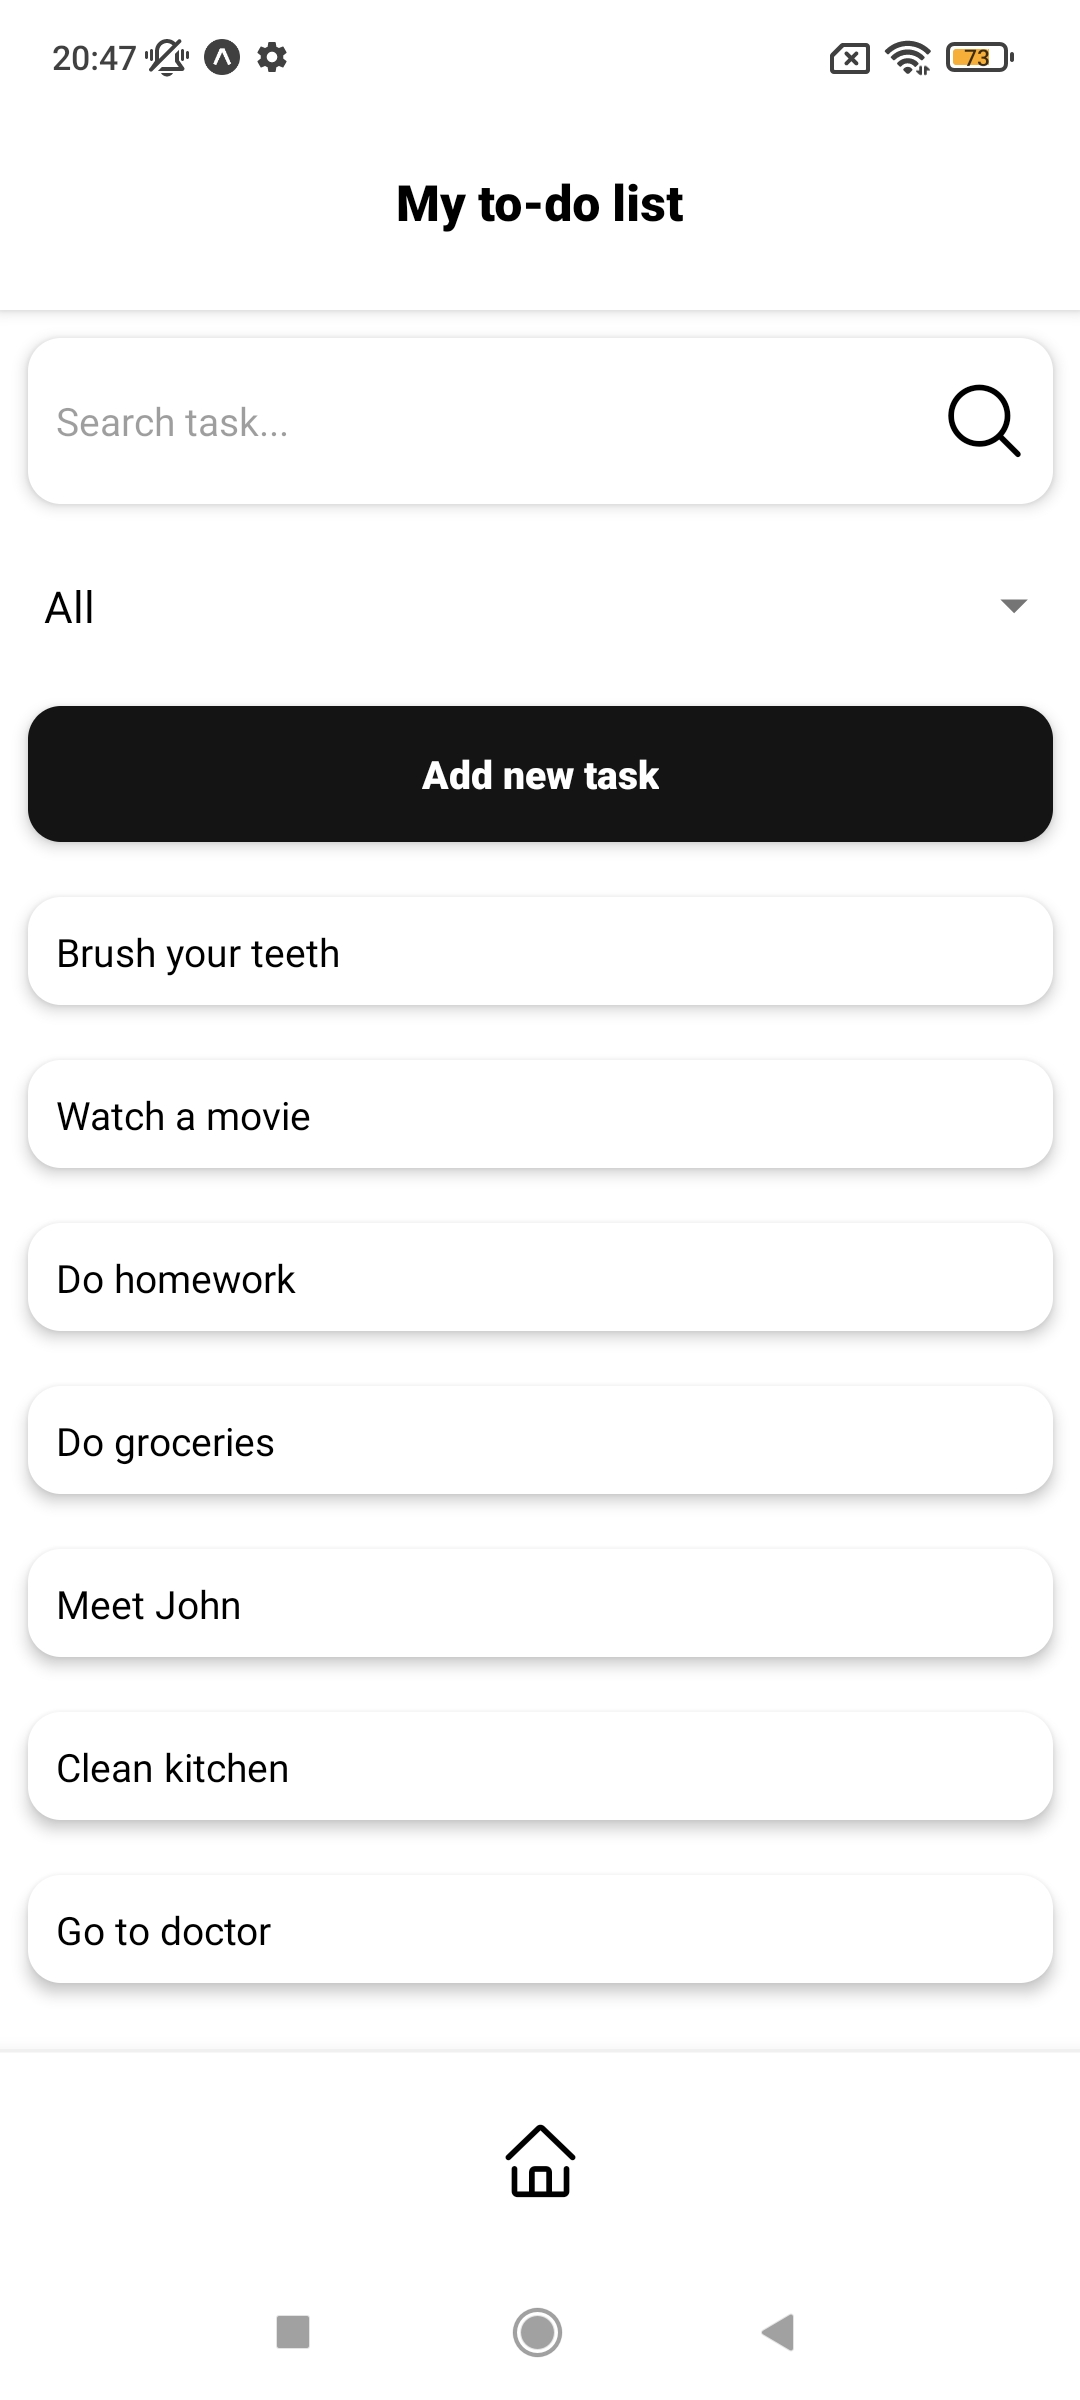 20:47
73
My to-do list
Search task...
All
Add new task
Brush your teeth
Watch a movie
Do homework
Do groceries
Meet John
Clean kitchen
Go to doctor